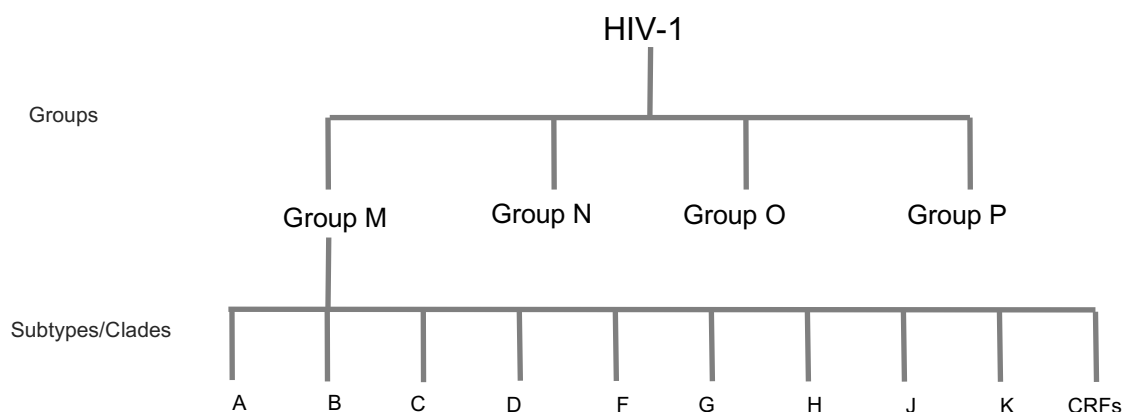 HIV-1
Groups
Group M Group N Group O Group P
Subtypes/Clades
A B C D F G H J K CRFs